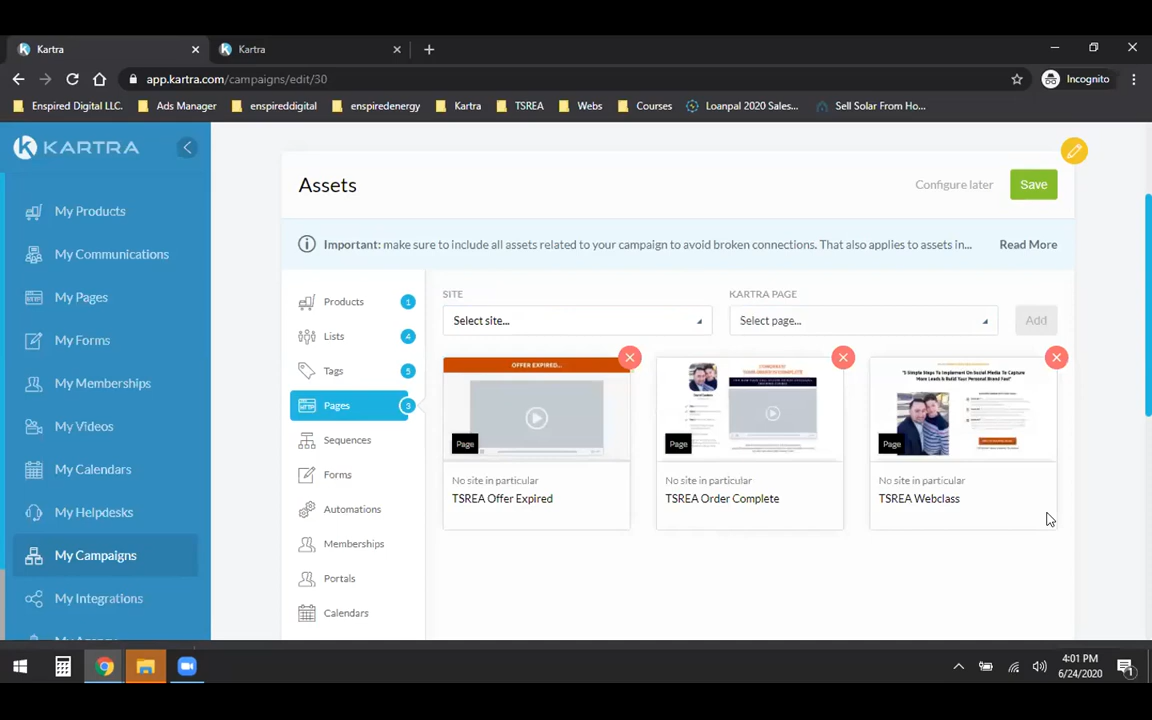 Kartra
Kartra
app.kartra.com/campaigns/edit/30
Incognito
Enspired Digital LLC.
Ads Manager
enspireddigital
enspiredenergy
Kartra
TSREA
Webs
Courses
Loanpal 2020 Sales...
Sell Solar From Ho...
KARTRA
My Products
My Communications
My Pages
My Forms
My Memberships
My Videos
My Calendars
My Helpdesks
My Campaigns
My Integrations
Assets
Configure later
Save
Important: make sure to include all assets related to your campaign to avoid broken connections. That also applies to assets in...
Read More
Products 1
Lists 4
Tags 5
Pages 3
Sequences
Forms
Automations
Memberships
Portals
Calendars
SITE
Select site...
KARTRA PAGE
Select page...
Add
OFFER EXPIRED...
Page
No site in particular
TSREA Offer Expired
Page
No site in particular
TSREA Order Complete
Page
No site in particular
TSREA Webclass
4:01 PM
6/24/2020
1